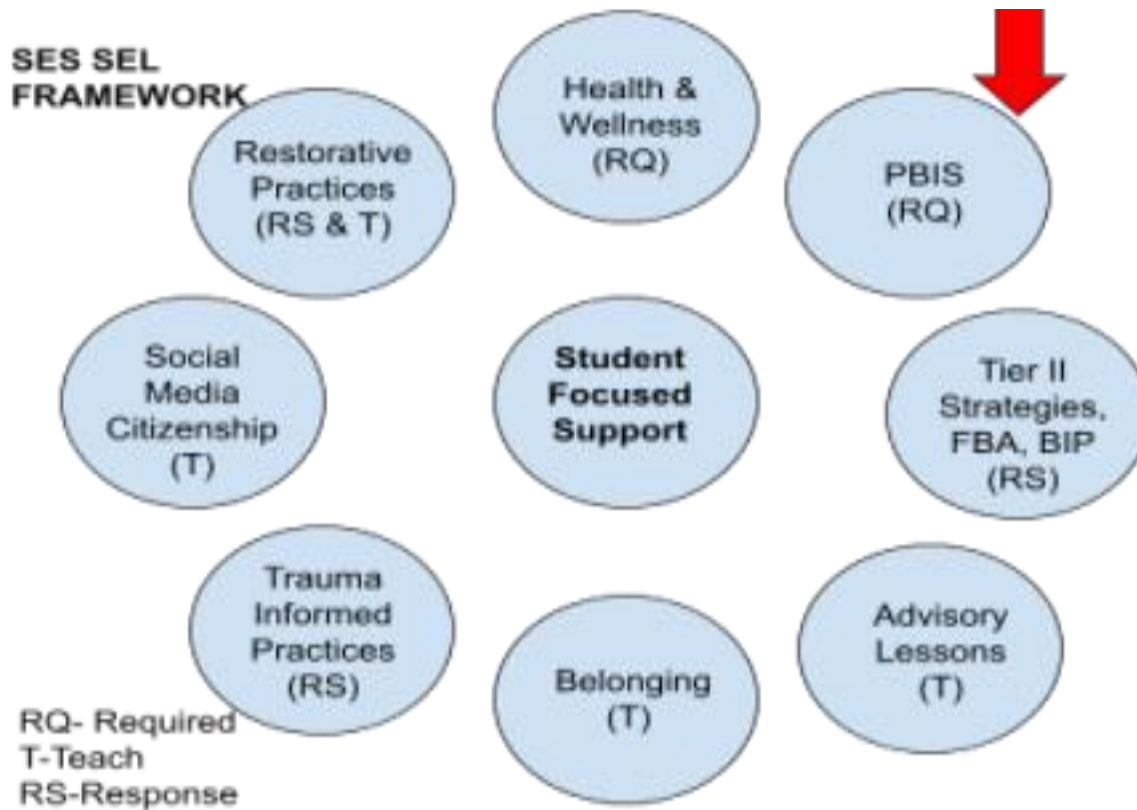 SES SEL
FRAMEWORK
Health &
Wellness
(RQ)
PBIS
(RQ)
Restorative
Practices
(RS & T)
Social
Media
Citizenship
(T)
Student
Focused
Support
Tier II
Strategies,
FBA, BIP
(RS)
Trauma
Informed
Practices
(RS)
Belonging
(T)
Advisory
Lessons
(T)
RQ- Required
T-Teach
RS-Response